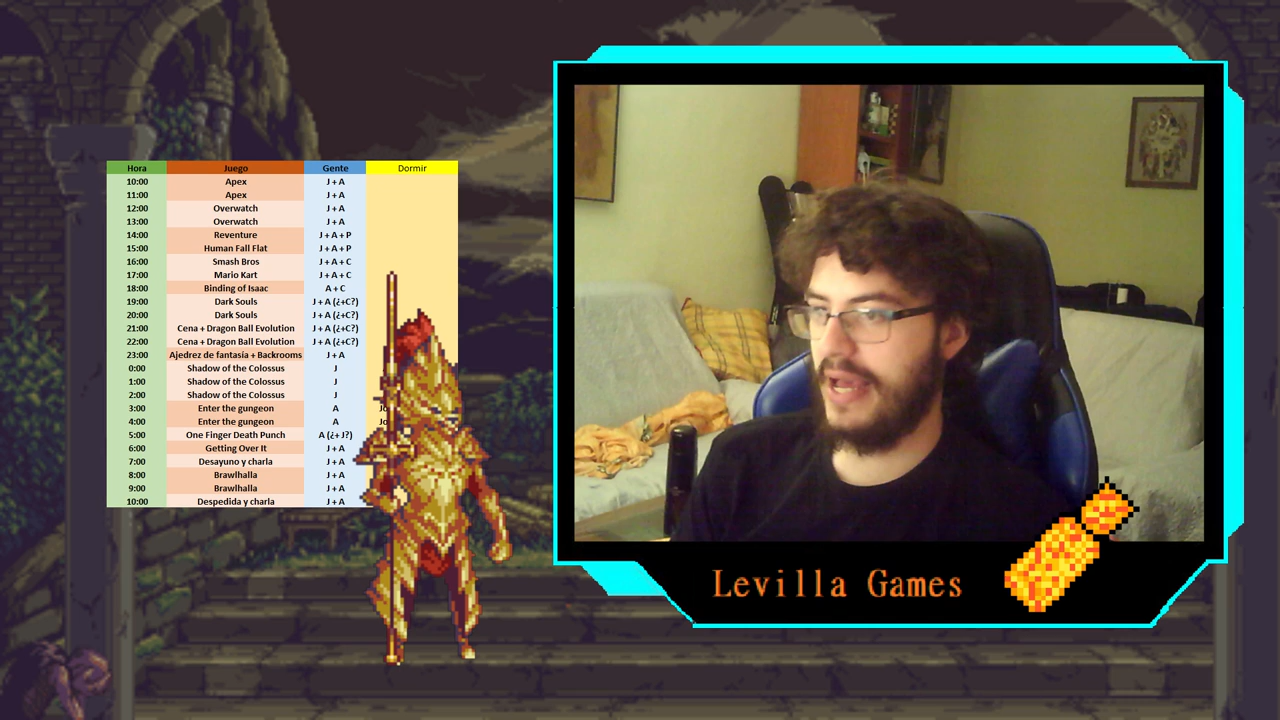 Hora Juego Gente Dormir
10:00 Apex J + A
11:00 Apex J + A
12:00 Overwatch J + A
13:00 Overwatch J + A
14:00 Reventure J + A + P
15:00 Human Fall Flat J + A + P
16:00 Smash Bros J + A + C
17:00 Mario Kart J + A + C
18:00 Binding of Isaac A + C
19:00 Dark Souls J + A (¿+C?)
20:00 Dark Souls J + A (¿+C?)
21:00 Cena + Dragon Ball Evolution J + A (¿+C?)
22:00 Cena + Dragon Ball Evolution J + A (¿+C?)
23:00 Ajedrez de fantasía + Backrooms J + A
0:00 Shadow of the Colossus J
1:00 Shadow of the Colossus J
2:00 Shadow of the Colossus J
3:00 Enter the gungeon A
4:00 Enter the gungeon A
5:00 One Finger Death Punch A (¿+ J?)
6:00 Getting Over It J + A
7:00 Desayuno y charla J + A
8:00 Brawlhalla J + A
9:00 Brawlhalla J + A
10:00 Despedida y charla J + A
Levilla Games